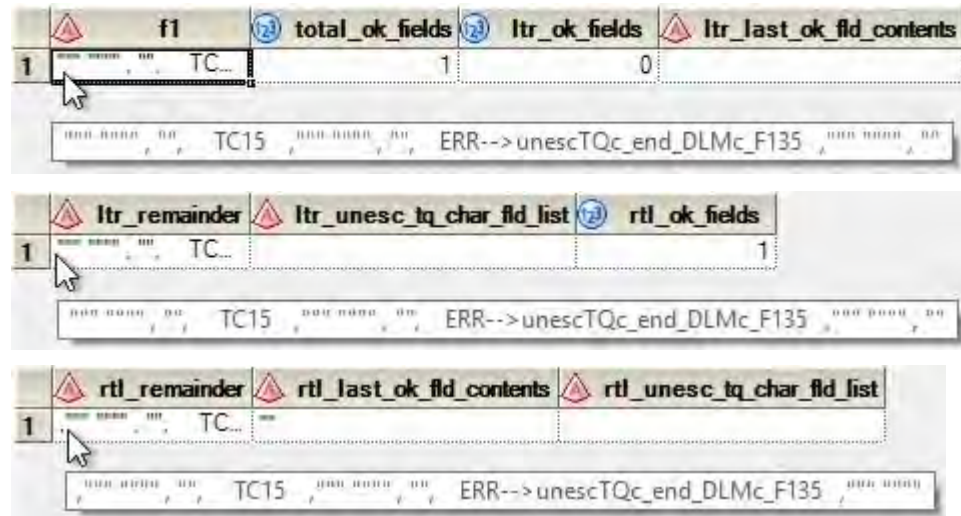 f1 total_ok_fields ltr_ok_fields ltr_last_ok_fld_contents
1 """ """" , "", TC... 1 0
""" """" , "", TC15 ,""" """" , "", ERR-->unescTQc_end_DLMc_F135 ,""" """" , ""
ltr_remainder ltr_unesc_tq_char_fld_list rtl_ok_fields
1 """ """" , "", TC... 1
""" """" , "", TC15 ,""" """" , "", ERR-->unescTQc_end_DLMc_F135 ,""" """" , ""
rtl_remainder rtl_last_ok_fld_contents rtl_unesc_tq_char_fld_list
1 ,""" """" , "", TC... ""
,""" """" , "", TC15 ,""" """" , "", ERR-->unescTQc_end_DLMc_F135 ,""" """"